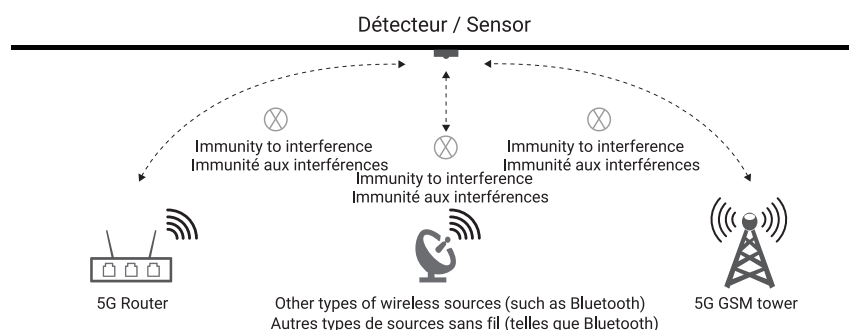 Détecteur / Sensor
Immunity to interference
Immunité aux interférences
Immunity to interference
Immunité aux interférences
Immunity to interference
Immunité aux interférences
5G Router
Other types of wireless sources (such as Bluetooth)
Autres types de sources sans fil (telles que Bluetooth)
5G GSM tower